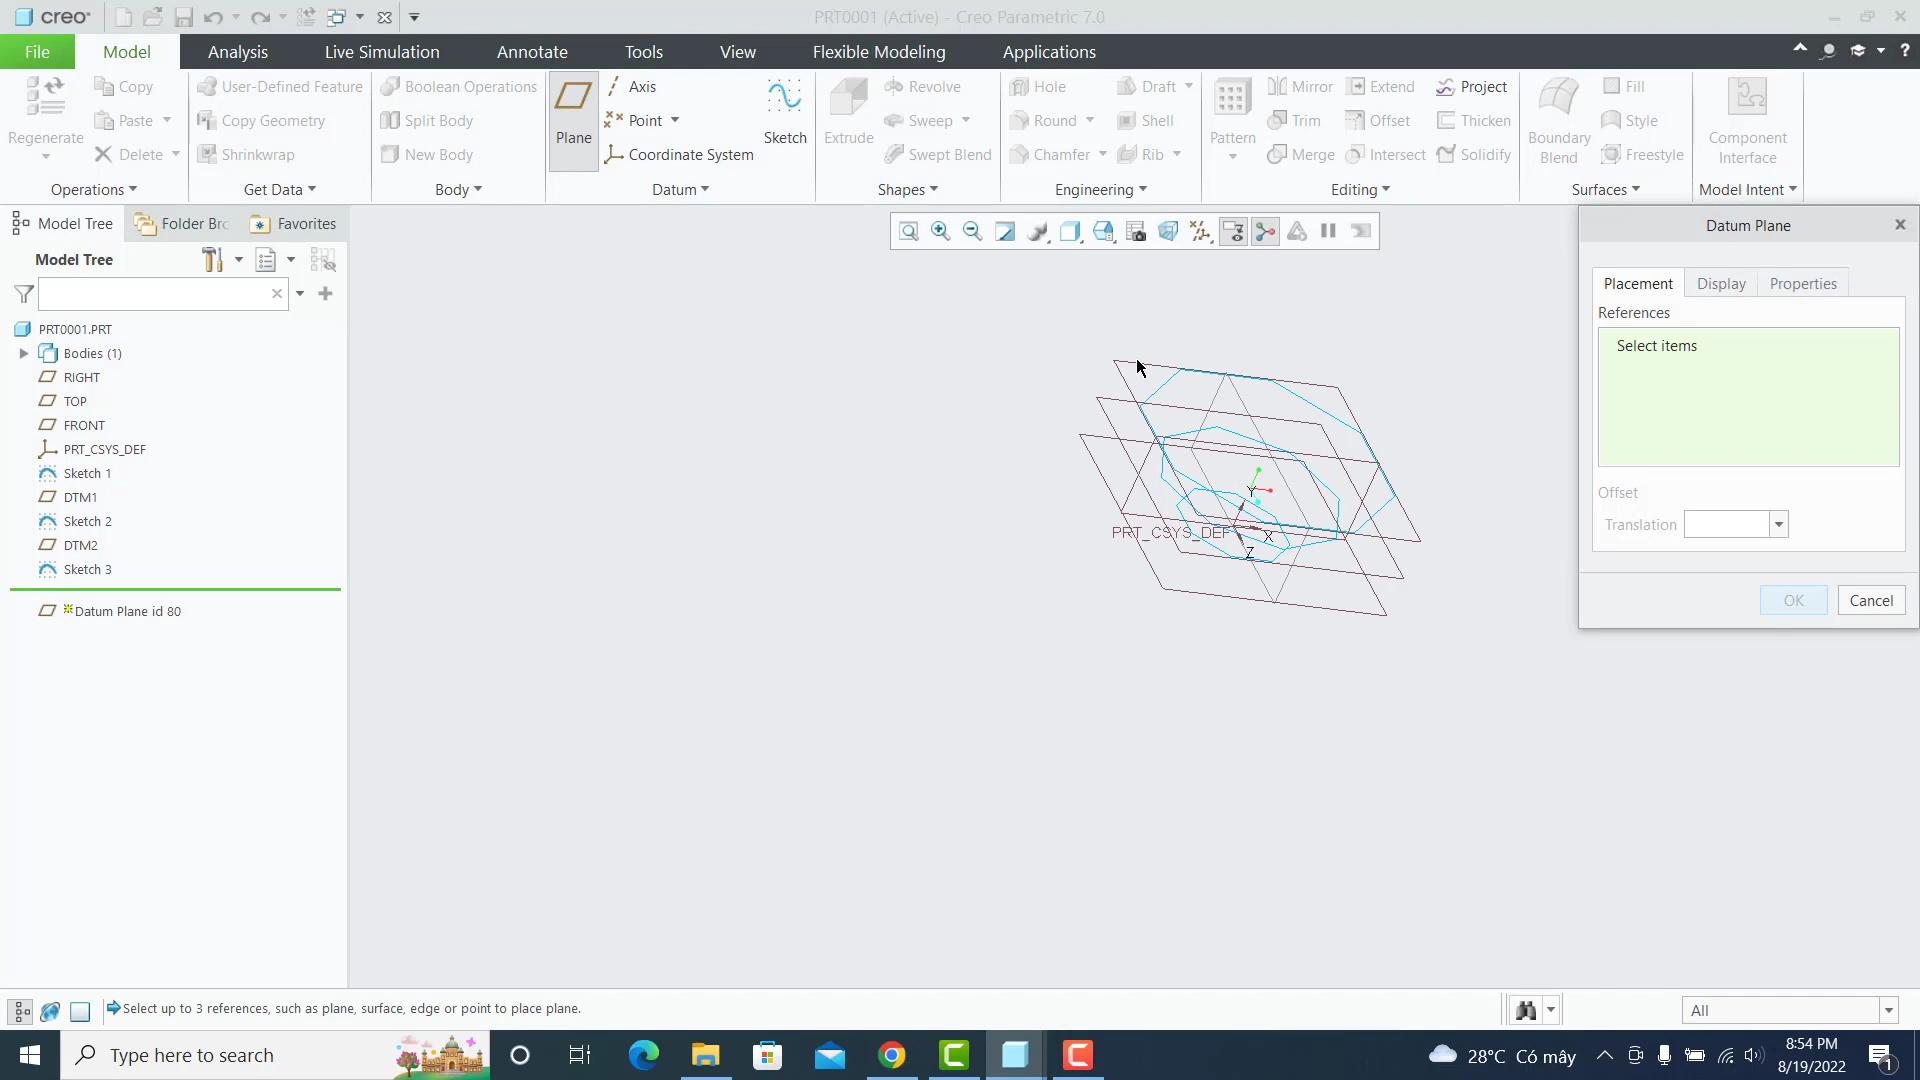 creo
PRT0001 (Active) - Creo Parametric 7.0
File
Model
Analysis
Live Simulation
Annotate
Tools
View
Flexible Modeling
Applications
Regenerate
Copy
Paste
Delete
Operations
User-Defined Feature
Copy Geometry
Shrinkwrap
Get Data
Boolean Operations
Split Body
New Body
Body
Plane
Axis
Point
Coordinate System
Sketch
Datum
Extrude
Revolve
Sweep
Swept Blend
Shapes
Hole
Round
Chamfer
Draft
Shell
Rib
Engineering
Pattern
Mirror
Trim
Merge
Extend
Offset
Intersect
Project
Thicken
Solidify
Editing
Boundary
Blend
Fill
Style
Freestyle
Surfaces
Component
Interface
Model Intent
Model Tree
Folder Brc
Favorites
Model Tree
PRT0001.PRT
Bodies (1)
RIGHT
TOP
FRONT
PRT_CSYS_DEF
Sketch 1
DTM1
Sketch 2
DTM2
Sketch 3
Datum Plane id 80
Y
PRT_CSYS_DEF
X
Z
Datum Plane
Placement
Display
Properties
References
Select items
Offset
Translation
OK
Cancel
Select up to 3 references, such as plane, surface, edge or point to place plane.
All
Type here to search
28°C Có mây
8:54 PM
8/19/2022
1